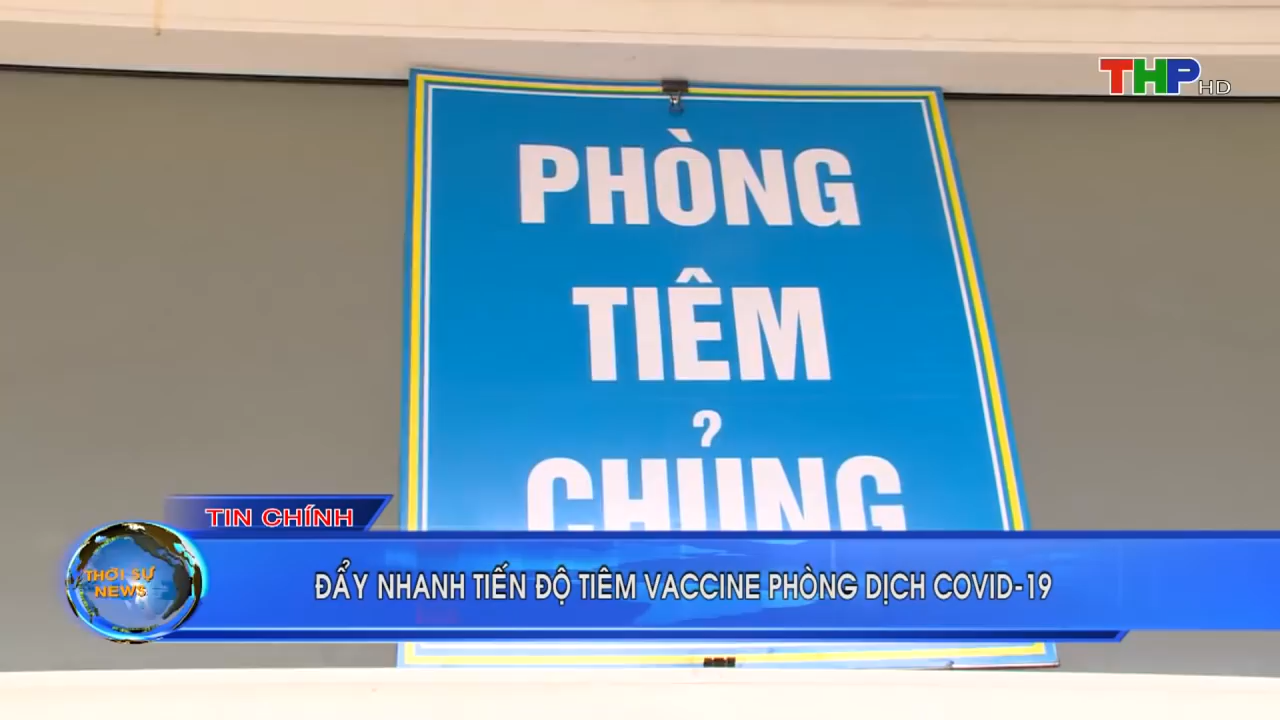 THP HD
PHÒNG
TIÊM
CHỦNG
TIN CHÍNH
THỜI SỰ
NEWS
ĐẨY NHANH TIẾN ĐỘ TIÊM VACCINE PHÒNG DỊCH COVID-19